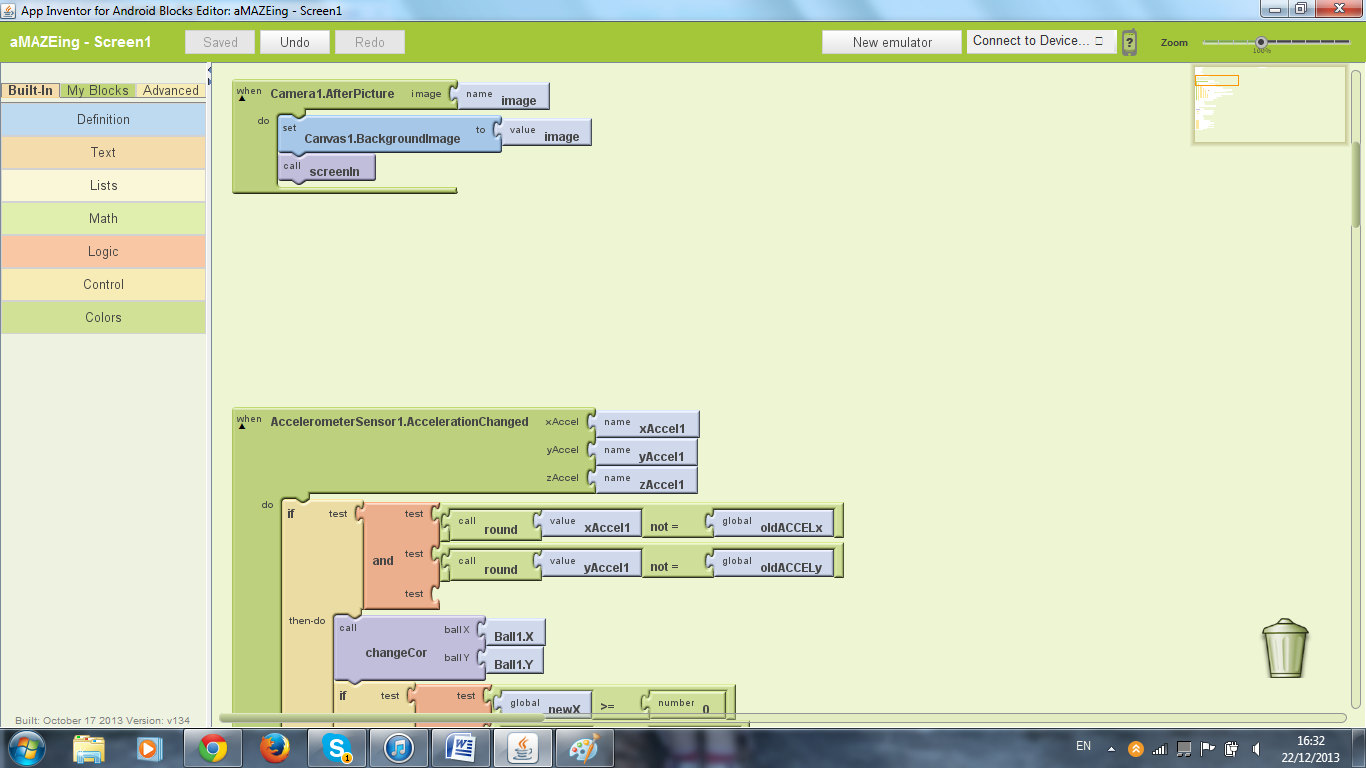 App Inventor for Android Blocks Editor: aMAZEing - Screen1
aMAZEing - Screen1 Saved Undo Redo New emulator Connect to Device... Zoom
100%
Built-In My Blocks Advanced
Definition
Text
Lists
Math
Logic
Control
Colors
when Camera1.AfterPicture image name image
do set Canvas1.BackgroundImage to value image
call screenIn
when AccelerometerSensor1.AccelerationChanged xAccel name xAccel1
yAccel name yAccel1
zAccel name zAccel1
do if test and test call round value xAccel1 not = global oldACCELx
test call round value yAccel1 not = global oldACCELy
test
then-do call changeCor ballX Ball1.X
ballY Ball1.Y
if test test global newX >= number 0
Built: October 17 2013 Version: v134
EN 16:32
22/12/2013
1